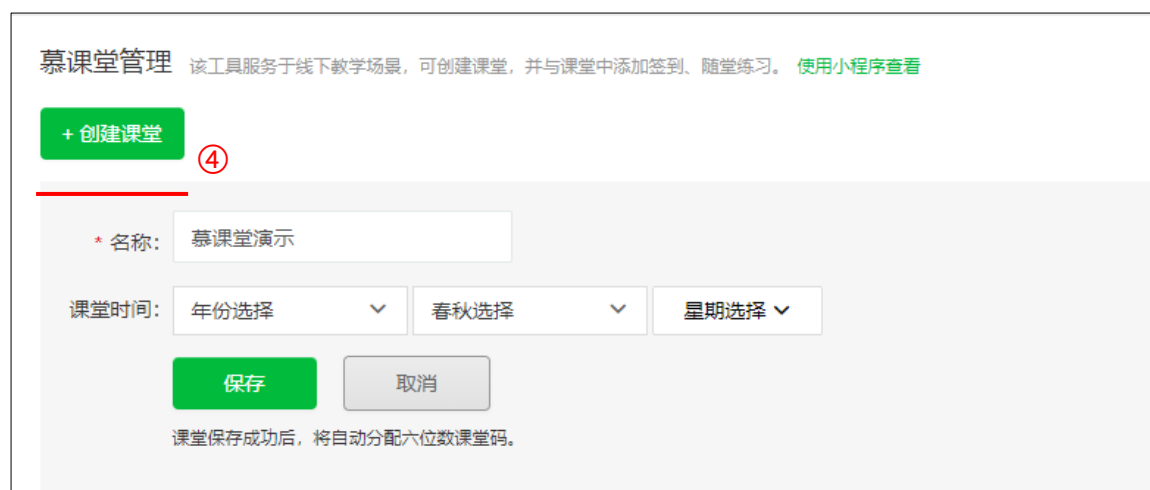 慕课堂管理 该工具服务于线下教学场景，可创建课堂，并与课堂中添加签到、随堂练习。 使用小程序查看
+ 创建课堂
④
* 名称： 慕课堂演示
课堂时间： 年份选择 春秋选择 星期选择
保存 取消
课堂保存成功后，将自动分配六位数课堂码。